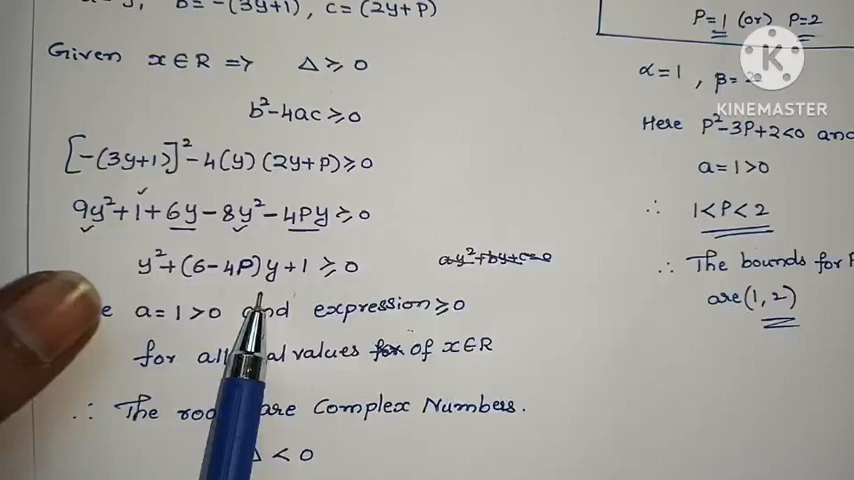 b = -(3y+1), c = (2y+P)
Given x∈R => Δ ≥ 0
b²-4ac ≥ 0
[-(3y+1)]² - 4(y) (2y+P) ≥ 0
9y² + 1 + 6y - 8y² - 4Py ≥ 0
y² + (6-4P)y + 1 ≥ 0
ay²+by+c=0
a = 1 > 0 and expression ≥ 0
for all values of x∈R
∴ The are Complex Numbers.
Δ < 0
P=1 (or) P=2
α=1 , β=2
K
KINEMASTER
Here P²-3P+2<0 and
a=1>0
∴ 1<P<2
∴ The bounds for
are (1,2)